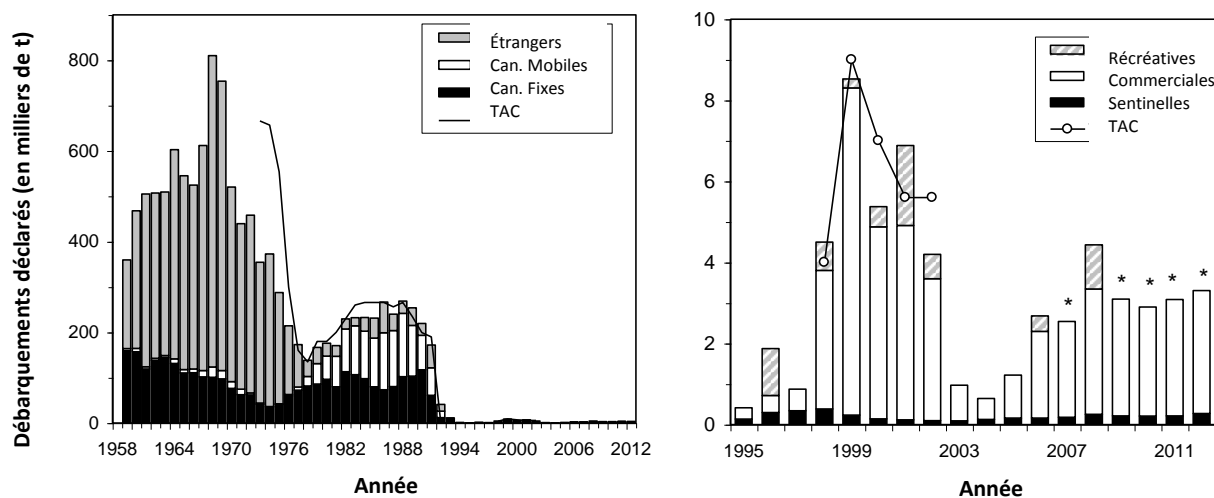 Débarquements déclarés (en milliers de t)
800
600
400
200
0
Étrangers
Can. Mobiles
Can. Fixes
TAC
1958 1964 1970 1976 1982 1988 1994 2000 2006 2012
Année
10
8
6
4
2
0
Récréatives
Commerciales
Sentinelles
TAC
* * * * *
1995 1999 2003 2007 2011
Année